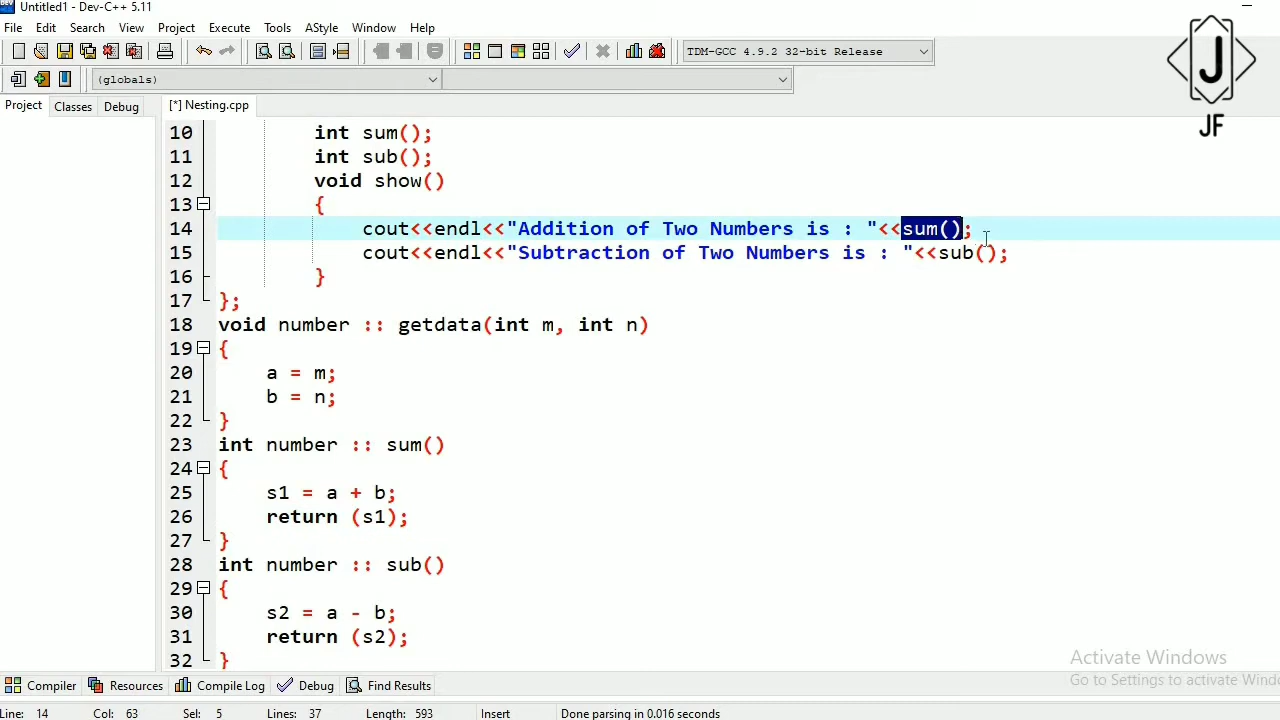 Untitled1 - Dev-C++ 5.11
File Edit Search View Project Execute Tools AStyle Window Help
TDM-GCC 4.9.2 32-bit Release
(globals)
Project Classes Debug [*] Nesting.cpp
J
JF
10 int sum();
11 int sub();
12 void show()
13 {
14 cout<<endl<<"Addition of Two Numbers is : "<<sum();
15 cout<<endl<<"Subtraction of Two Numbers is : "<<sub();
16 }
17 };
18 void number :: getdata(int m, int n)
19 {
20 a = m;
21 b = n;
22 }
23 int number :: sum()
24 {
25 s1 = a + b;
26 return (s1);
27 }
28 int number :: sub()
29 {
30 s2 = a - b;
31 return (s2);
32 }
Activate Windows
Go to Settings to activate Windo
Compiler Resources Compile Log Debug Find Results
Line: 14 Col: 63 Sel: 5 Lines: 37 Length: 593 Insert Done parsing in 0.016 seconds